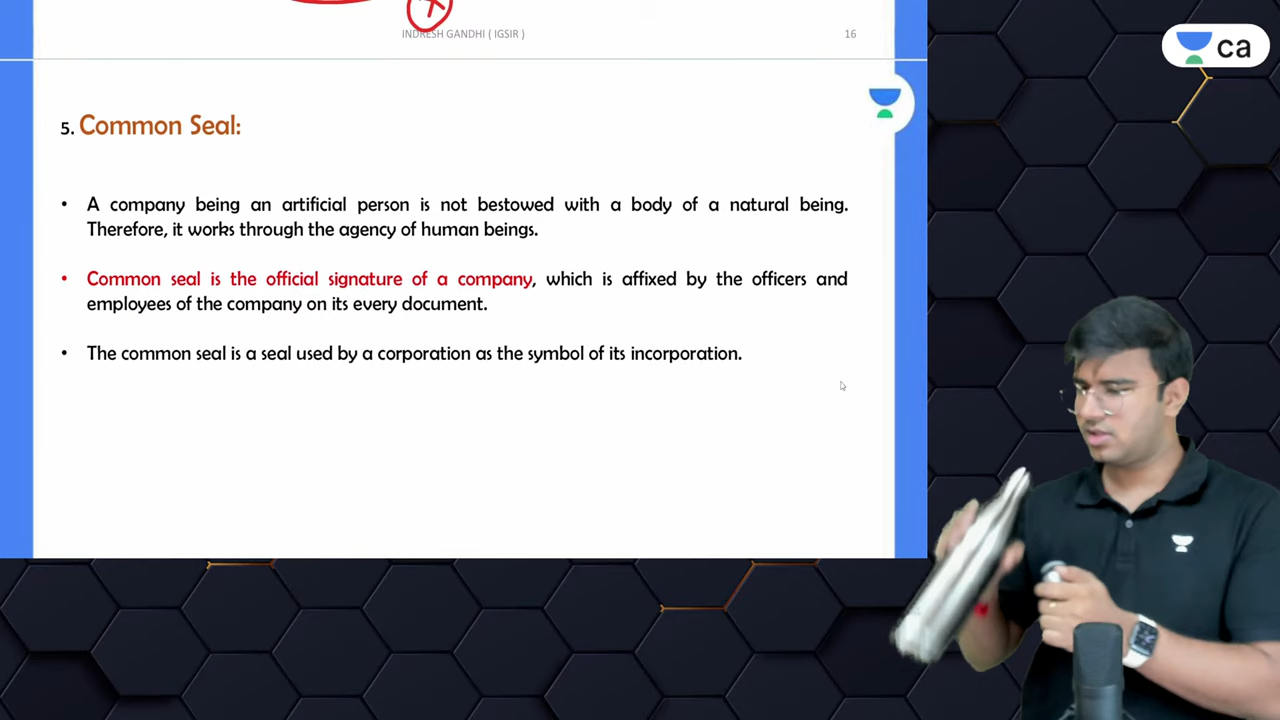 INDRESH GANDHI ( IGSIR )
16
ca
5. Common Seal:
• A company being an artificial person is not bestowed with a body of a natural being.
Therefore, it works through the agency of human beings.
• Common seal is the official signature of a company, which is affixed by the officers and
employees of the company on its every document.
• The common seal is a seal used by a corporation as the symbol of its incorporation.